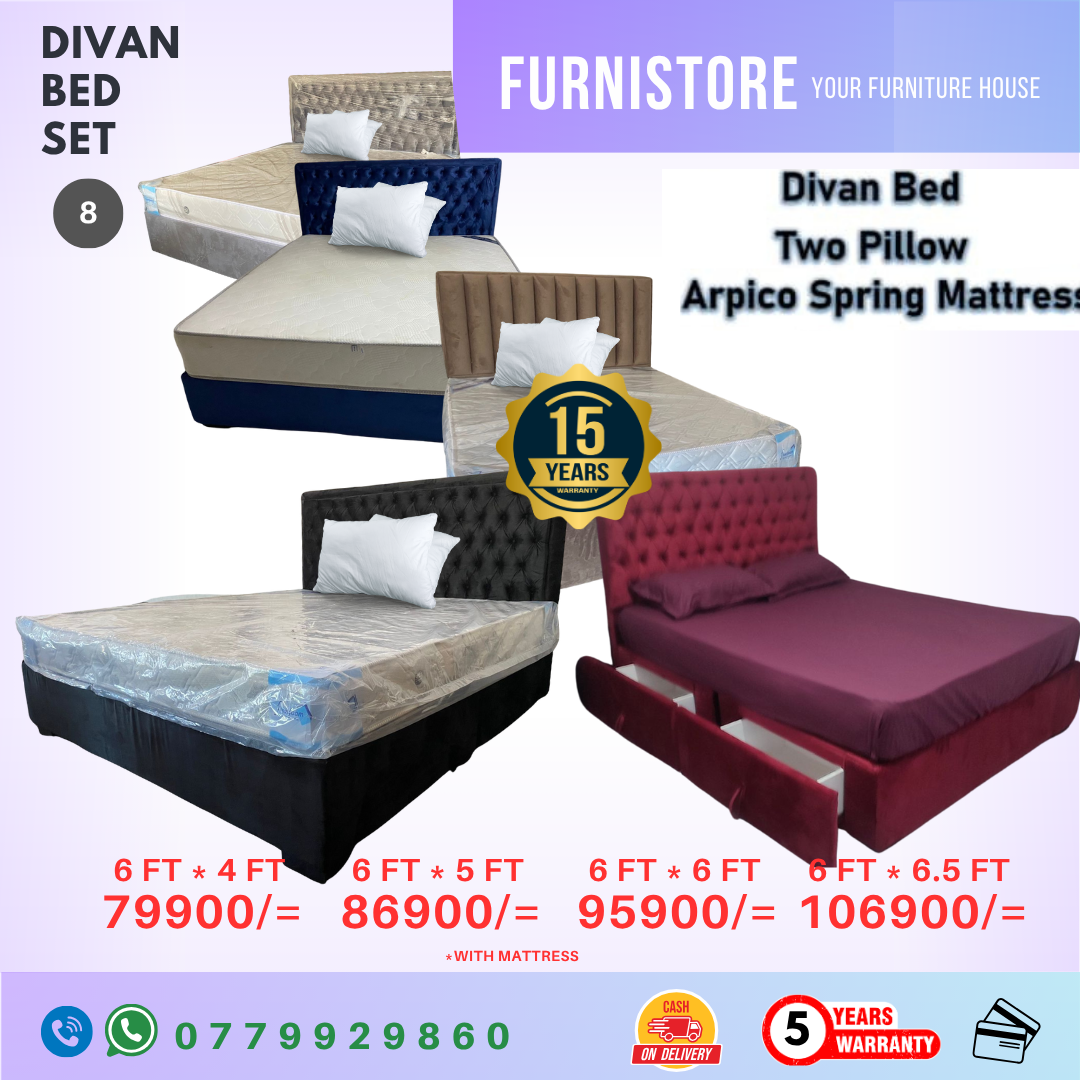 DIVAN
BED
SET
8
FURNISTORE YOUR FURNITURE HOUSE
Divan Bed
Two Pillow
Arpico Spring Mattress
15
YEARS
WARRANTY
6 FT * 4 FT
79900/=
6 FT * 5 FT
86900/=
6 FT * 6 FT
95900/=
6 FT * 6.5 FT
106900/=
*WITH MATTRESS
0779929860
CASH
ON DELIVERY
5 YEARS
WARRANTY